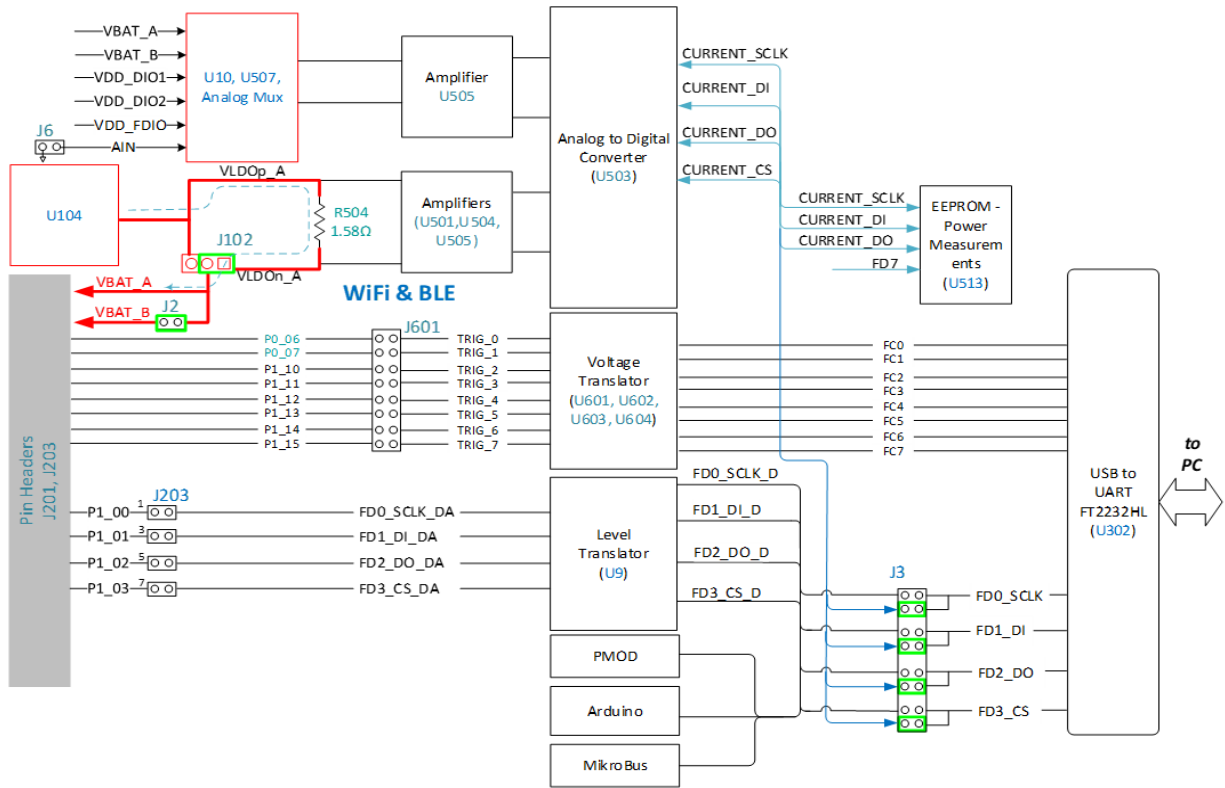 VBAT_A
VBAT_B
VDD_DIO1
VDD_DIO2
VDD_FDIO
AIN
J6
U10, U507,
Analog Mux
Amplifier
U505
Analog to Digital
Converter
(U503)
CURRENT_SCLK
CURRENT_DI
CURRENT_DO
CURRENT_CS
U104
VLDOp_A
R504
1.58Ω
J102
VLDOn_A
Amplifiers
(U501,U504,
U505)
CURRENT_SCLK
CURRENT_DI
CURRENT_DO
FD7
EEPROM -
Power
Measurem
ents
(U513)
VBAT_A
VBAT_B
J2
WiFi & BLE
Pin Headers
J201, J203
P0_06
P0_07
P1_10
P1_11
P1_12
P1_13
P1_14
P1_15
J601
TRIG_0
TRIG_1
TRIG_2
TRIG_3
TRIG_4
TRIG_5
TRIG_6
TRIG_7
Voltage
Translator
(U601, U602,
U603, U604)
FC0
FC1
FC2
FC3
FC4
FC5
FC6
FC7
USB to
UART
FT2232HL
(U302)
to
PC
P1_00
P1_01
P1_02
P1_03
J203
1
3
5
7
FD0_SCLK_DA
FD1_DI_DA
FD2_DO_DA
FD3_CS_DA
Level
Translator
(U9)
FD0_SCLK_D
FD1_DI_D
FD2_DO_D
FD3_CS_D
J3
FD0_SCLK
FD1_DI
FD2_DO
FD3_CS
PMOD
Arduino
MikroBus